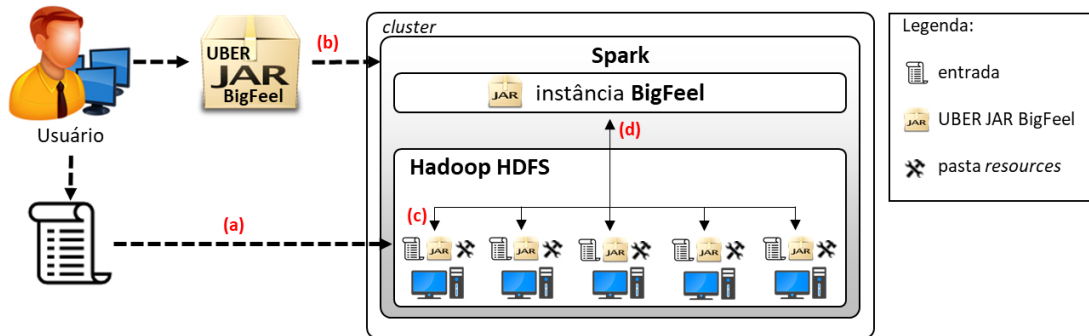 Usuário
UBER
JAR
BigFeel
(b)
(a)
cluster
Spark
JAR
instância BigFeel
(d)
Hadoop HDFS
(c)
JAR
JAR
JAR
JAR
JAR
Legenda:
entrada
JAR
UBER JAR BigFeel
pasta resources